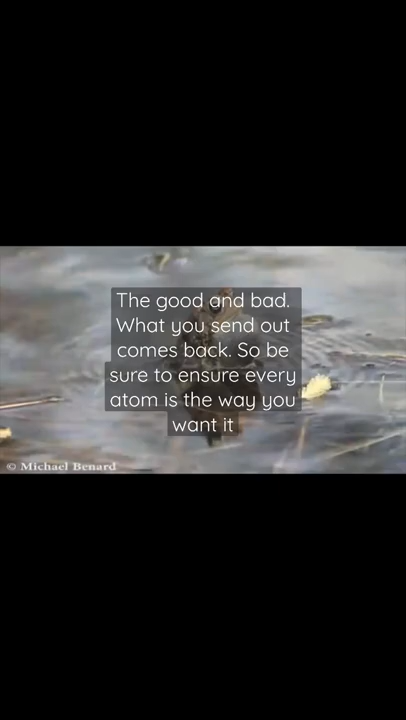 The good and bad.
What you send out
comes back. So be
sure to ensure every
atom is the way you
want it
© Michael Benard